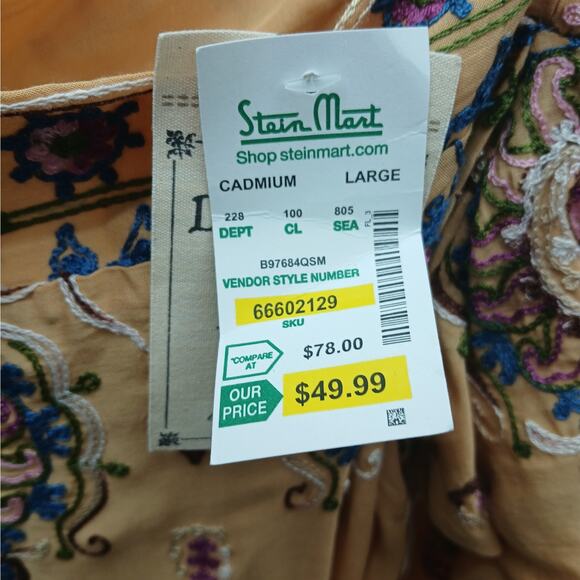 Stein Mart
Shop steinmart.com
CADMIUM LARGE
228 100 805
DEPT CL SEA
FL_3
B97684QSM
VENDOR STYLE NUMBER
66602129
SKU
*COMPARE AT $78.00
OUR PRICE $49.99
D